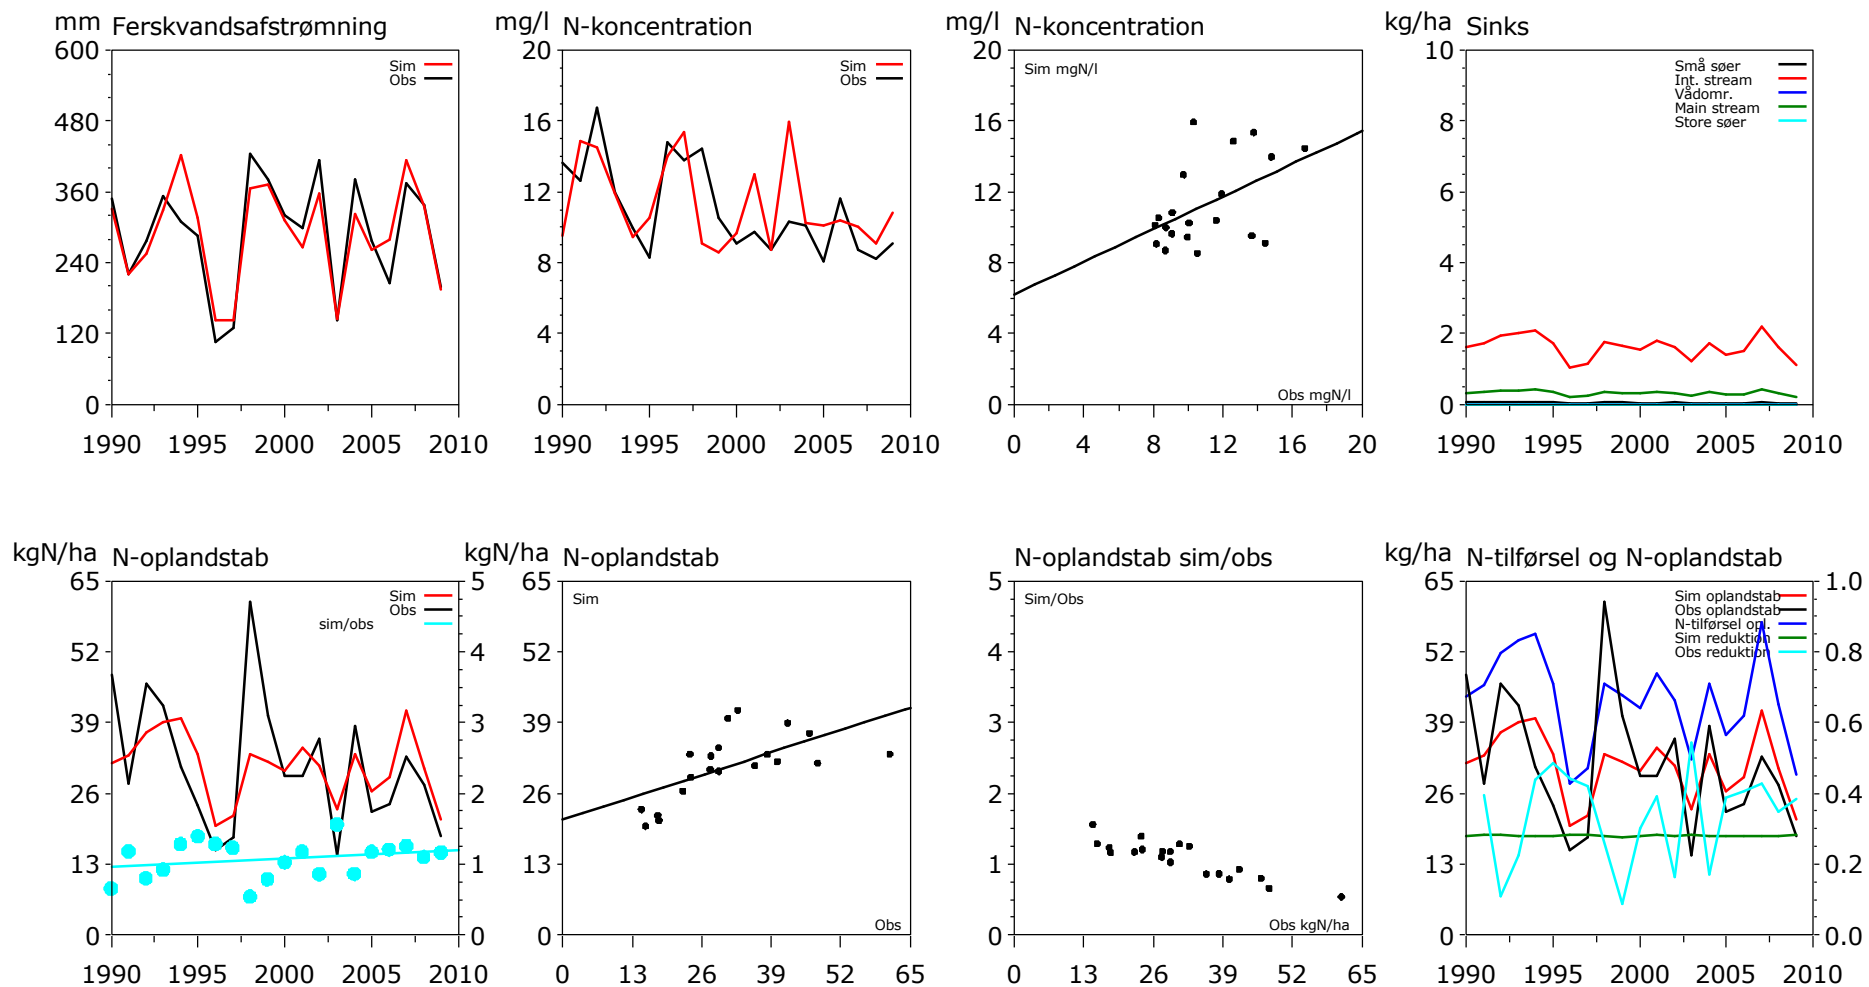 mm Ferskvandsafstrømning
600
480
360
240
120
0
Sim
Obs
1990 1995 2000 2005 2010
mg/l N-koncentration
20
16
12
8
4
0
Sim
Obs
1990 1995 2000 2005 2010
mg/l N-koncentration
20
16
12
8
4
0
Sim mgN/l
Obs mgN/l
0 4 8 12 16 20
kg/ha Sinks
10
8
6
4
2
0
Små søer
Int. stream
Vådomr.
Main stream
Store søer
1990 1995 2000 2005 2010
kgN/ha N-oplandstab
65
52
39
26
13
0
Sim
Obs
sim/obs
5
4
3
2
1
0
1990 1995 2000 2005 2010
kgN/ha N-oplandstab
65
52
39
26
13
0
Sim
Obs
0 13 26 39 52 65
N-oplandstab sim/obs
5
4
3
2
1
0
Sim/Obs
Obs kgN/ha
0 13 26 39 52 65
kg/ha N-tilførsel og N-oplandstab
65
52
39
26
13
0
Sim oplandstab
Obs oplandstab
N-tilførsel opl.
Sim reduktion
Obs reduktion
1.0
0.8
0.6
0.4
0.2
0.0
1990 1995 2000 2005 2010